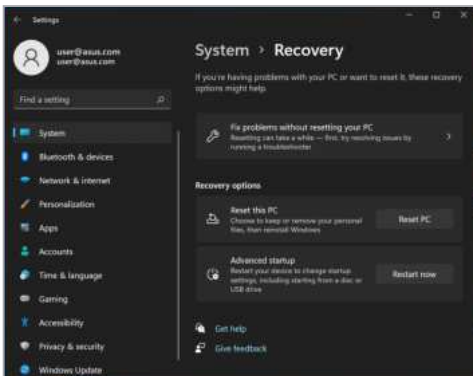 Settings
user@asus.com
user@asus.com
Find a setting
System
Bluetooth & devices
Network & internet
Personalization
Apps
Accounts
Time & language
Gaming
Accessibility
Privacy & security
Windows Update
System > Recovery
If you're having problems with your PC or want to reset it, these recovery
options might help.
Fix problems without resetting your PC
Resetting can take a while — first, try resolving issues by
running a troubleshooter
Recovery options
Reset this PC
Choose to keep or remove your personal
files, then reinstall Windows
Reset PC
Advanced startup
Restart your device to change startup
settings, including starting from a disc or
USB drive
Restart now
Get help
Give feedback